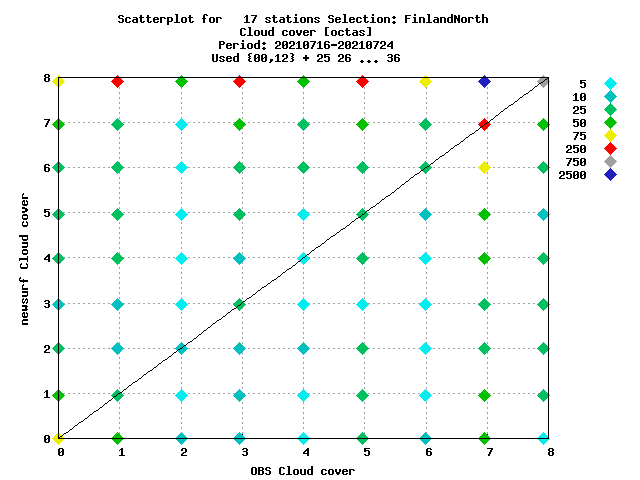 Scatterplot for   17 stations Selection: FinlandNorth
Cloud cover [octas]
Period: 20210716-20210724
Used {00,12} + 25 26 ... 36
8
7
6
5
4
3
2
1
0
newsurf Cloud cover
0 1 2 3 4 5 6 7 8
OBS Cloud cover
5
10
25
50
75
250
750
2500